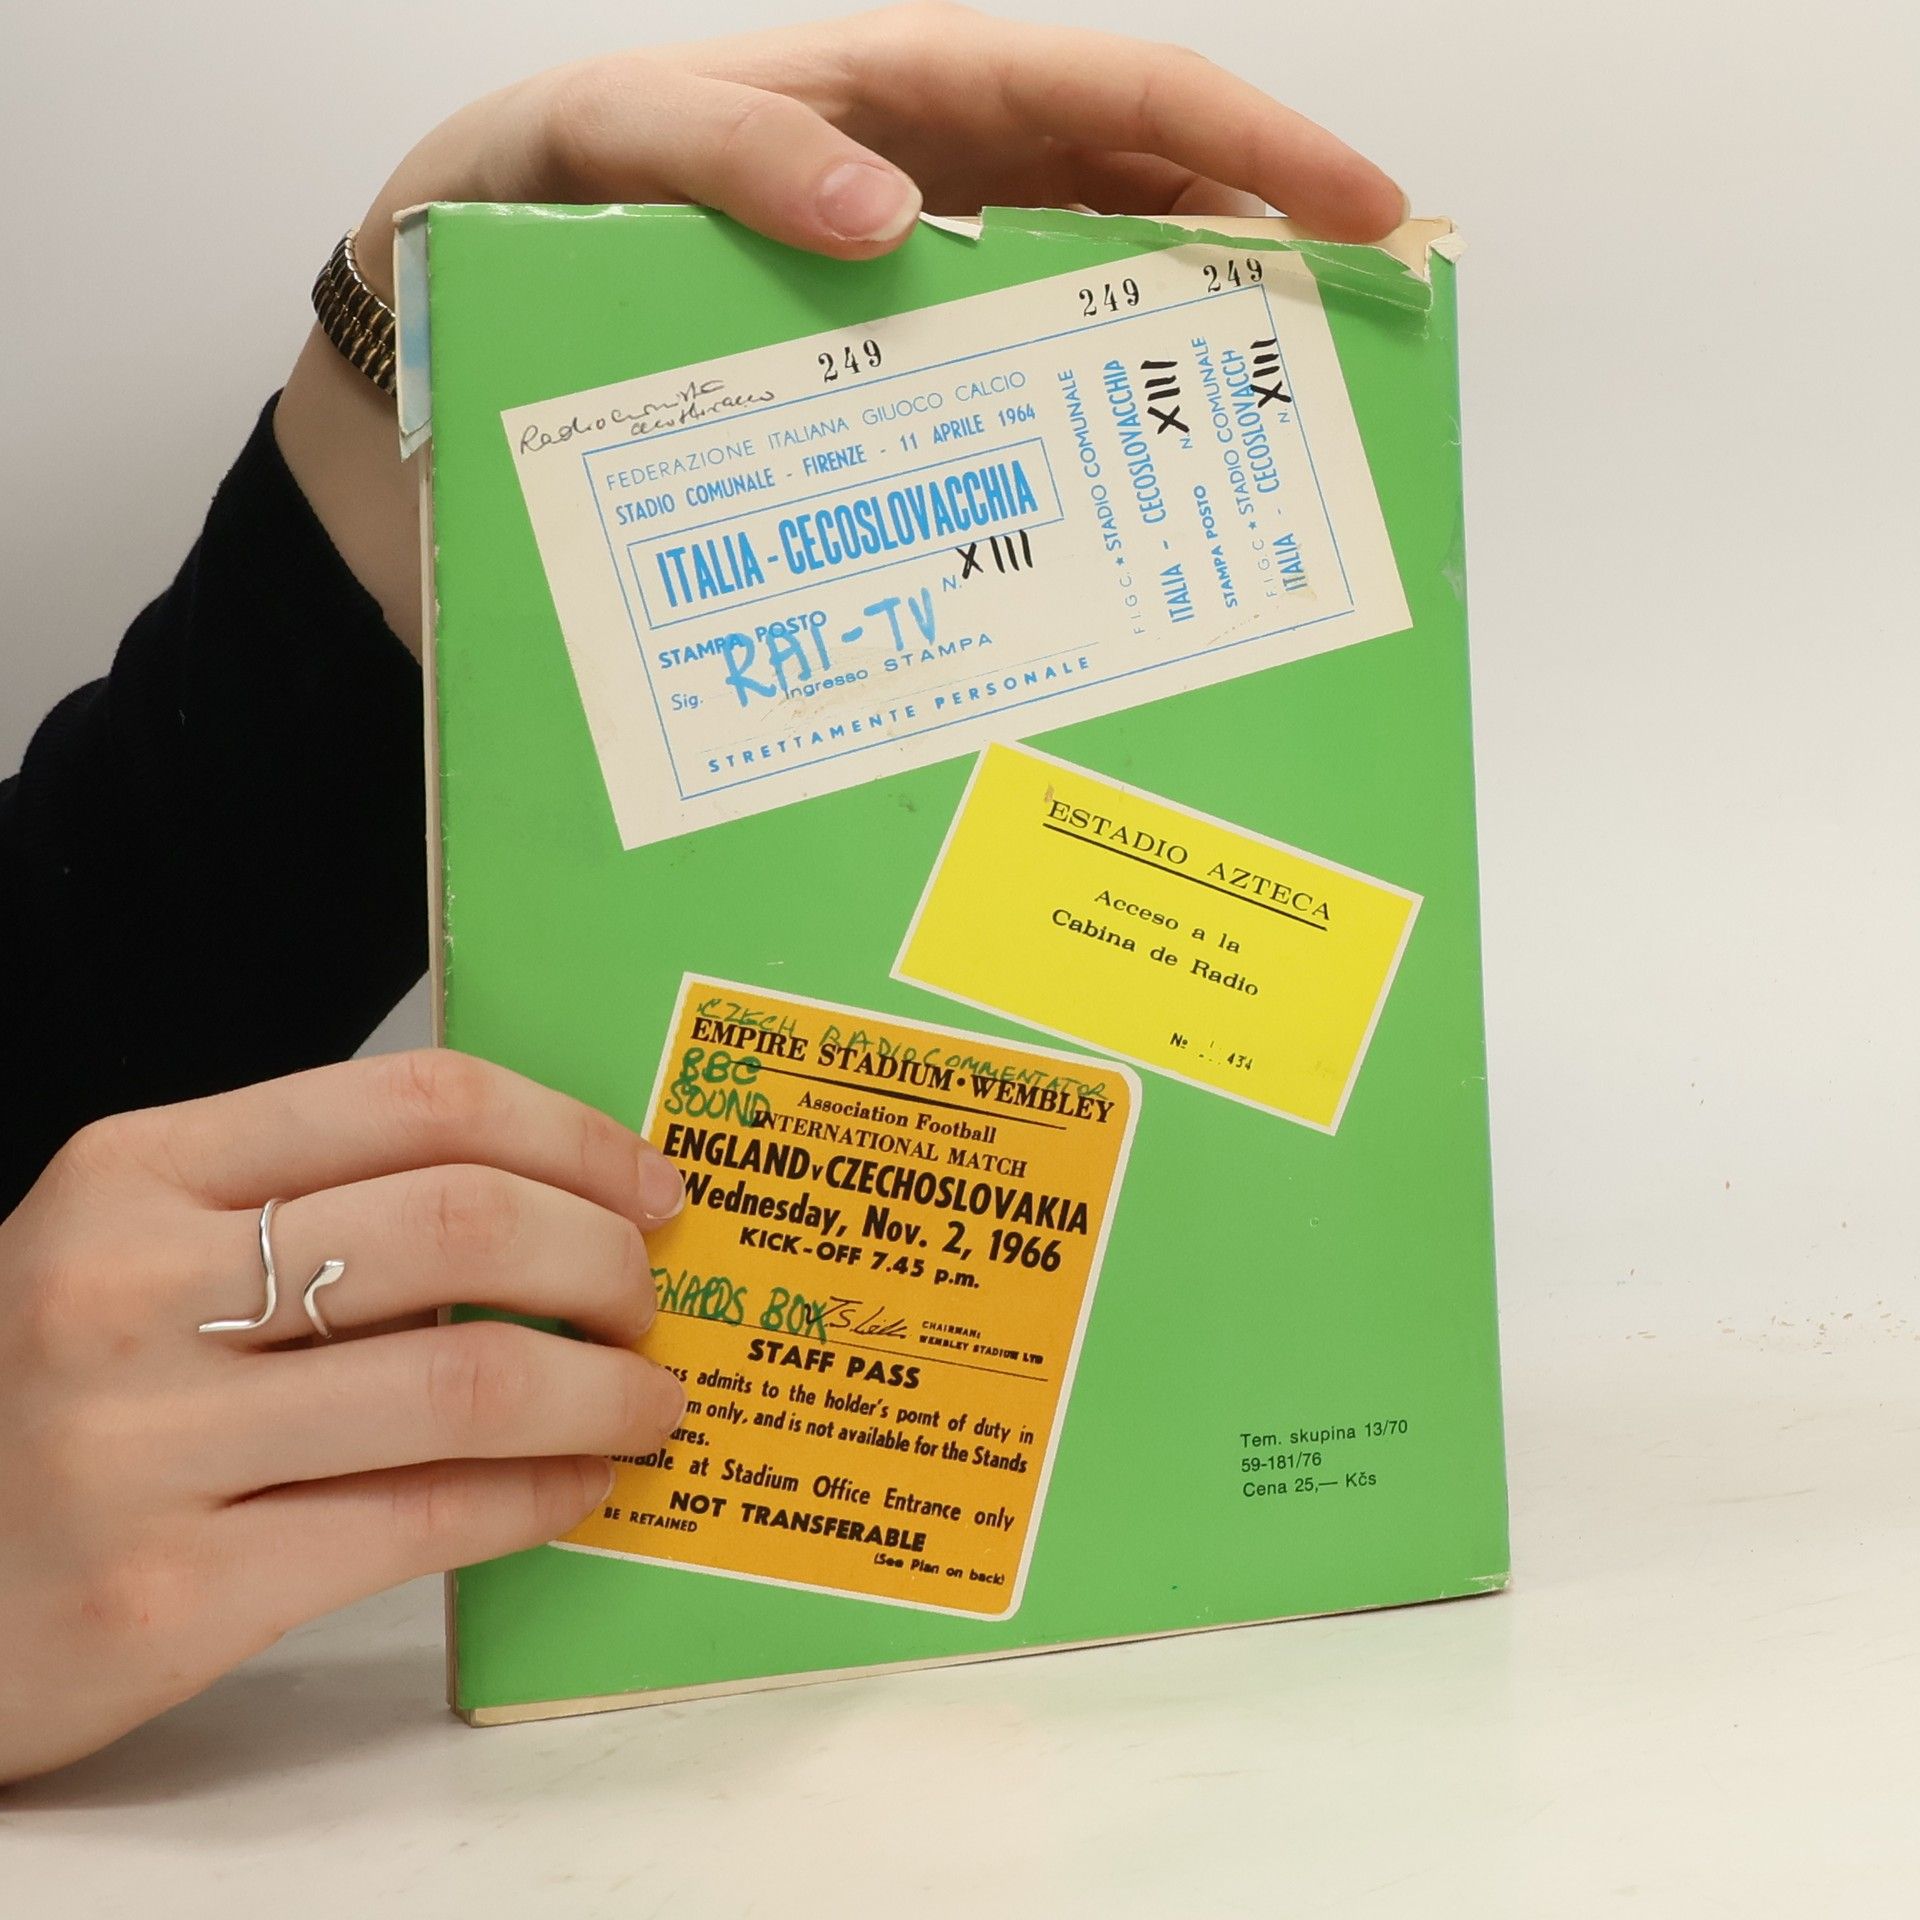 249 249 249
Radiocronista
FEDERAZIONE ITALIANA GIUOCO CALCIO
STADIO COMUNALE - FIRENZE - 11 APRILE 1964
ITALIA - CECOSLOVACCHIA
N. XIII
STAMPA POSTO
RAI-TV
Sig. Ingresso STAMPA
STRETTAMENTE PERSONALE
F.I.G.C. ★ STADIO COMUNALE
ITALIA - CECOSLOVACCHIA
STAMPA POSTO N. XIII
F.I.G.C ★ STADIO COMUNALE
ITALIA - CECOSLOVACCH
N. XIII
ESTADIO AZTECA
Acceso a la
Cabina de Radio
Nº 434
CZECH RADIO COMMENTATOR
EMPIRE STADIUM • WEMBLEY
BBC
SOUND
Association Football
INTERNATIONAL MATCH
ENGLAND v CZECHOSLOVAKIA
Wednesday, Nov. 2, 1966
KICK-OFF 7.45 p.m.
BOX
CHAIRMAN:
WEMBLEY STADIUM LTD
STAFF PASS
admits to the holder's point of duty in
only, and is not available for the Stands
at Stadium Office Entrance only
NOT TRANSFERABLE
BE RETAINED
(See Plan on back)
Tem. skupina 13/70
59-181/76
Cena 25,— Kčs